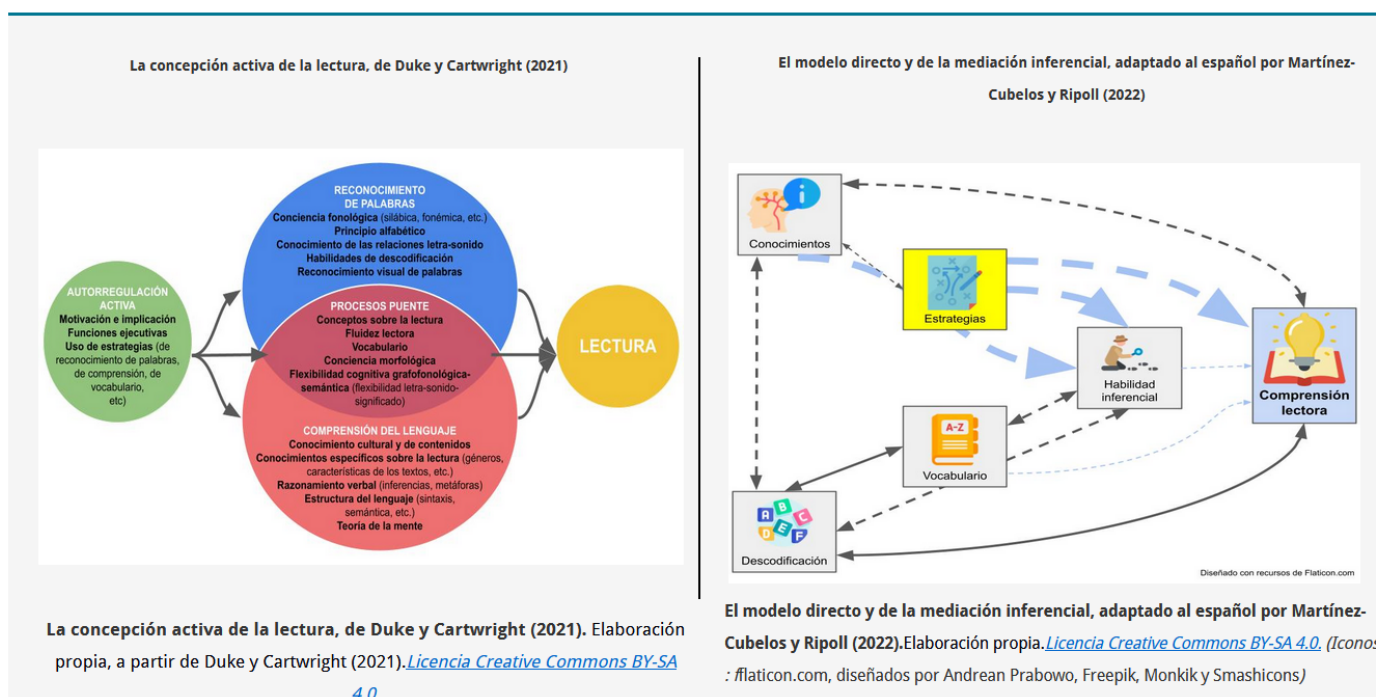 La concepción activa de la lectura, de Duke y Cartwright (2021)
AUTORREGULACIÓN
ACTIVA
Motivación e implicación
Funciones ejecutivas
Uso de estrategias (de
reconocimiento de palabras,
de comprensión, de
vocabulario,
etc)
RECONOCIMIENTO
DE PALABRAS
Conciencia fonológica (silábica, fonémica, etc.)
Principio alfabético
Conocimiento de las relaciones letra-sonido
Habilidades de descodificación
Reconocimiento visual de palabras
PROCESOS PUENTE
Conceptos sobre la lectura
Fluidez lectora
Vocabulario
Conciencia morfológica
Flexibilidad cognitiva grafofonológica-
semántica (flexibilidad letra-sonido-
significado)
COMPRENSIÓN DEL LENGUAJE
Conocimiento cultural y de contenidos
Conocimientos específicos sobre la lectura (géneros,
características de los textos, etc.)
Razonamiento verbal (inferencias, metáforas)
Estructura del lenguaje (sintaxis,
semántica, etc.)
Teoría de la mente
LECTURA
La concepción activa de la lectura, de Duke y Cartwright (2021). Elaboración
propia, a partir de Duke y Cartwright (2021).Licencia Creative Commons BY-SA
4.0
El modelo directo y de la mediación inferencial, adaptado al español por Martínez-
Cubelos y Ripoll (2022)
Conocimientos
Estrategias
Habilidad
inferencial
Comprensión
lectora
A-Z
Vocabulario
A B C D E F
Descodificación
Diseñado con recursos de Flaticon.com
El modelo directo y de la mediación inferencial, adaptado al español por Martínez-
Cubelos y Ripoll (2022).Elaboración propia.Licencia Creative Commons BY-SA 4.0. (Iconos
: flaticon.com, diseñados por Andrean Prabowo, Freepik, Monkik y Smashicons)